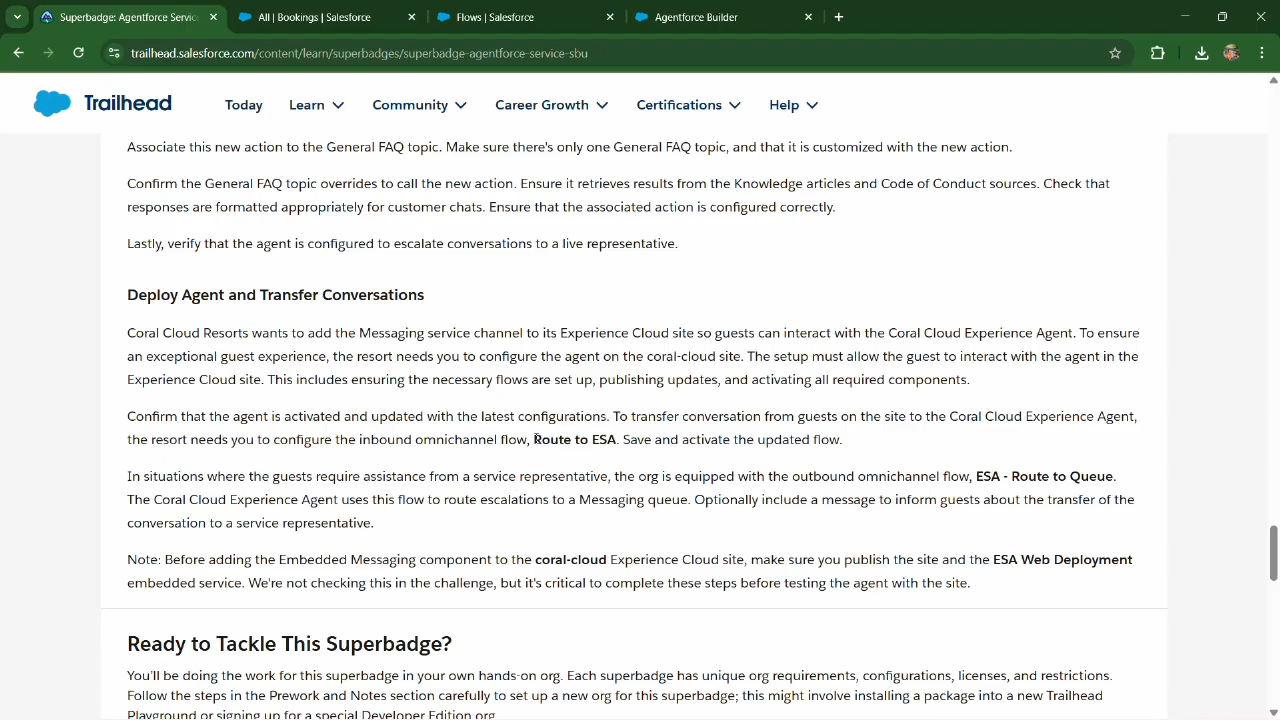 Superbadge: Agentforce Servic
All | Bookings | Salesforce
Flows | Salesforce
Agentforce Builder
trailhead.salesforce.com/content/learn/superbadges/superbadge-agentforce-service-sbu
Trailhead
Today
Learn
Community
Career Growth
Certifications
Help
Associate this new action to the General FAQ topic. Make sure there's only one General FAQ topic, and that it is customized with the new action.
Confirm the General FAQ topic overrides to call the new action. Ensure it retrieves results from the Knowledge articles and Code of Conduct sources. Check that
responses are formatted appropriately for customer chats. Ensure that the associated action is configured correctly.
Lastly, verify that the agent is configured to escalate conversations to a live representative.
Deploy Agent and Transfer Conversations
Coral Cloud Resorts wants to add the Messaging service channel to its Experience Cloud site so guests can interact with the Coral Cloud Experience Agent. To ensure
an exceptional guest experience, the resort needs you to configure the agent on the coral-cloud site. The setup must allow the guest to interact with the agent in the
Experience Cloud site. This includes ensuring the necessary flows are set up, publishing updates, and activating all required components.
Confirm that the agent is activated and updated with the latest configurations. To transfer conversation from guests on the site to the Coral Cloud Experience Agent,
the resort needs you to configure the inbound omnichannel flow, Route to ESA. Save and activate the updated flow.
In situations where the guests require assistance from a service representative, the org is equipped with the outbound omnichannel flow, ESA - Route to Queue.
The Coral Cloud Experience Agent uses this flow to route escalations to a Messaging queue. Optionally include a message to inform guests about the transfer of the
conversation to a service representative.
Note: Before adding the Embedded Messaging component to the coral-cloud Experience Cloud site, make sure you publish the site and the ESA Web Deployment
embedded service. We're not checking this in the challenge, but it's critical to complete these steps before testing the agent with the site.
Ready to Tackle This Superbadge?
You'll be doing the work for this superbadge in your own hands-on org. Each superbadge has unique org requirements, configurations, licenses, and restrictions.
Follow the steps in the Prework and Notes section carefully to set up a new org for this superbadge; this might involve installing a package into a new Trailhead
Playground or signing up for a special Developer Edition org.